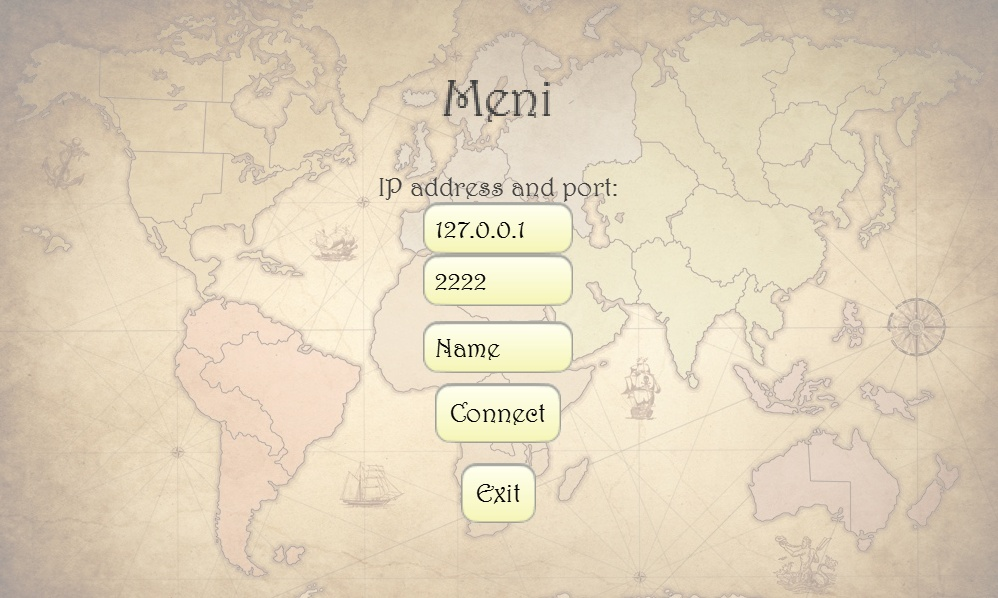 Meni
IP address and port:
127.0.0.1
2222
Name
Connect
Exit